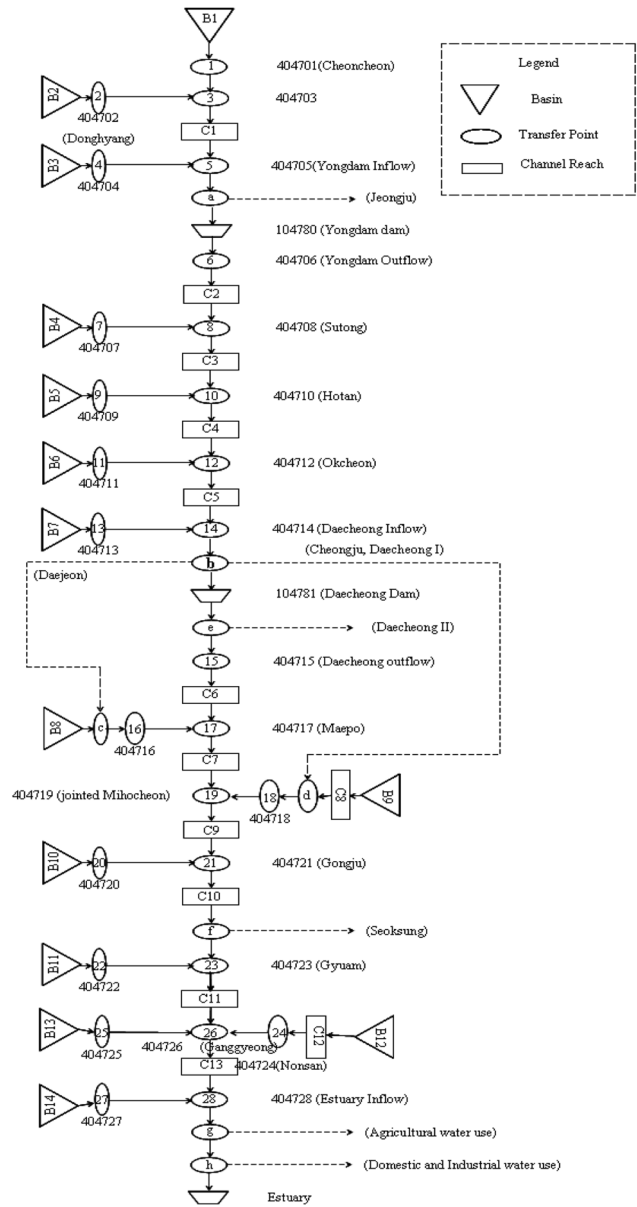 B1
1 404701(Cheoncheon)
B2 2 3 404703
404702
C1
(Donghyang)
B3 4 5 404705(Yongdam Inflow)
404704
a (Jeongju)
104780 (Yongdam dam)
6 404706 (Yongdam Outflow)
C2
B4 7 8 404708 (Sutong)
404707
C3
B5 9 10 404710 (Hotan)
404709
C4
B6 11 12 404712 (Okcheon)
404711
C5
B7 13 14 404714 (Daecheong Inflow)
404713
(Cheongju, Daecheong I)
b
(Daejeon)
104781 (Daecheong Dam)
e (Daecheong II)
15 404715 (Daecheong outflow)
C6
B8 c 16 17 404717 (Maepo)
404716
C7
404719 (jointed Mihocheon) 19 18 d C8 B9
404718
C9
B10 20 21 404721 (Gongju)
404720
C10
f (Seoksung)
B11 22 23 404723 (Gyuam)
404722
C11
B13 25 26 24 C12 B12
404725 404726 (Ganggyeong)
C13 404724(Nonsan)
B14 27 28 404728 (Estuary Inflow)
404727
g (Agricultural water use)
h (Domestic and Industrial water use)
Estuary
Legend
Basin
Transfer Point
Channel Reach